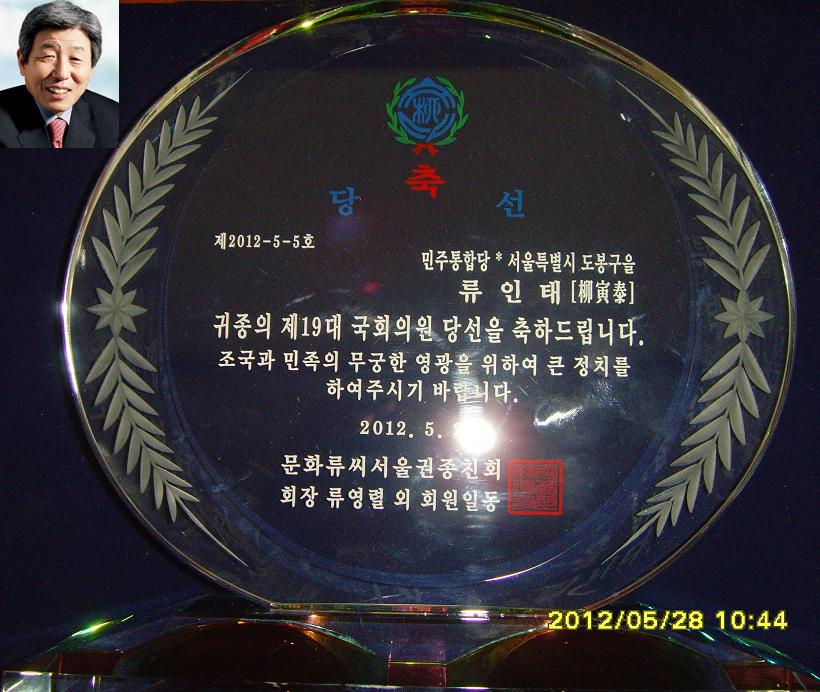 柳
축
당 선
제2012-5-5호
민주통합당 * 서울특별시 도봉구을
류 인 태 [柳寅泰]
귀종의 제19대 국회의원 당선을 축하드립니다.
조국과 민족의 무궁한 영광을 위하여 큰 정치를
하여주시기 바랍니다.
2012. 5.
문화류씨서울권종친회
회장 류영렬 외 회원일동
2012/05/28 10:44